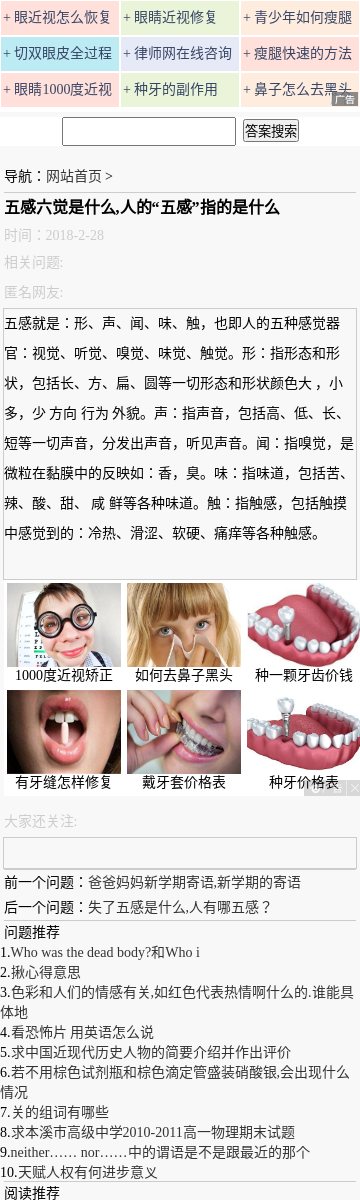 + 眼近视怎么恢复 + 眼睛近视修复 + 青少年如何瘦腿
+ 切双眼皮全过程 + 律师网在线咨询 + 瘦腿快速的方法
+ 眼睛1000度近视 + 种牙的副作用 + 鼻子怎么去黑头
广告
答案搜索
导航：网站首页 >
五感六觉是什么,人的“五感”指的是什么
时间：2018-2-28
相关问题:
匿名网友:
五感就是：形、声、闻、味、触，也即人的五种感觉器
官：视觉、听觉、嗅觉、味觉、触觉。形：指形态和形
状，包括长、方、扁、圆等一切形态和形状颜色大 ，小
多，少 方向 行为 外貌。声：指声音，包括高、低、长、
短等一切声音，分发出声音，听见声音。闻：指嗅觉，是
微粒在黏膜中的反映如：香，臭。味：指味道，包括苦、
辣、酸、甜、 咸 鲜等各种味道。触：指触感，包括触摸
中感觉到的：冷热、滑涩、软硬、痛痒等各种触感。
1000度近视矫正 如何去鼻子黑头 种一颗牙齿价钱
有牙缝怎样修复 戴牙套价格表 种牙价格表
大家还关注:
前一个问题：爸爸妈妈新学期寄语,新学期的寄语
后一个问题：失了五感是什么,人有哪五感？
问题推荐
1.Who was the dead body?和Who i
2.揪心得意思
3.色彩和人们的情感有关,如红色代表热情啊什么的.谁能具
体地
4.看恐怖片 用英语怎么说
5.求中国近现代历史人物的简要介绍并作出评价
6.若不用棕色试剂瓶和棕色滴定管盛装硝酸银,会出现什么
情况
7.关的组词有哪些
8.求本溪市高级中学2010-2011高一物理期末试题
9.neither…… nor……中的谓语是不是跟最近的那个
10.天赋人权有何进步意义
阅读推荐